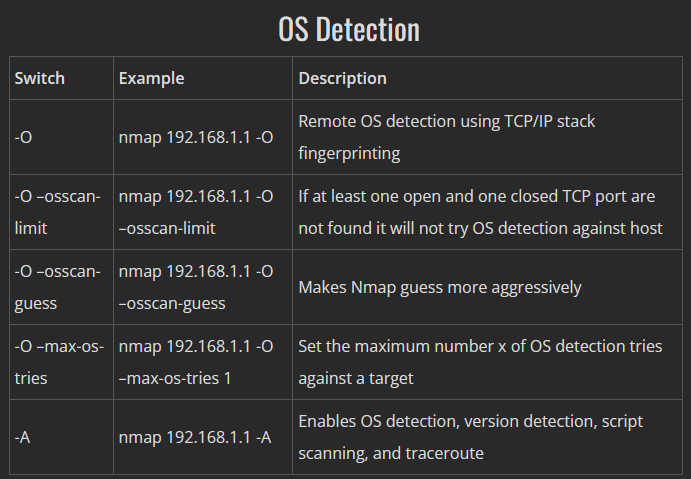 OS Detection
Switch Example Description
-O nmap 192.168.1.1 -O Remote OS detection using TCP/IP stack
fingerprinting
-O –osscan-
limit
nmap 192.168.1.1 -O
–osscan-limit
If at least one open and one closed TCP port are
not found it will not try OS detection against host
-O –osscan-
guess
nmap 192.168.1.1 -O
–osscan-guess
Makes Nmap guess more aggressively
-O –max-os-
tries
nmap 192.168.1.1 -O
–max-os-tries 1
Set the maximum number x of OS detection tries
against a target
-A nmap 192.168.1.1 -A Enables OS detection, version detection, script
scanning, and traceroute